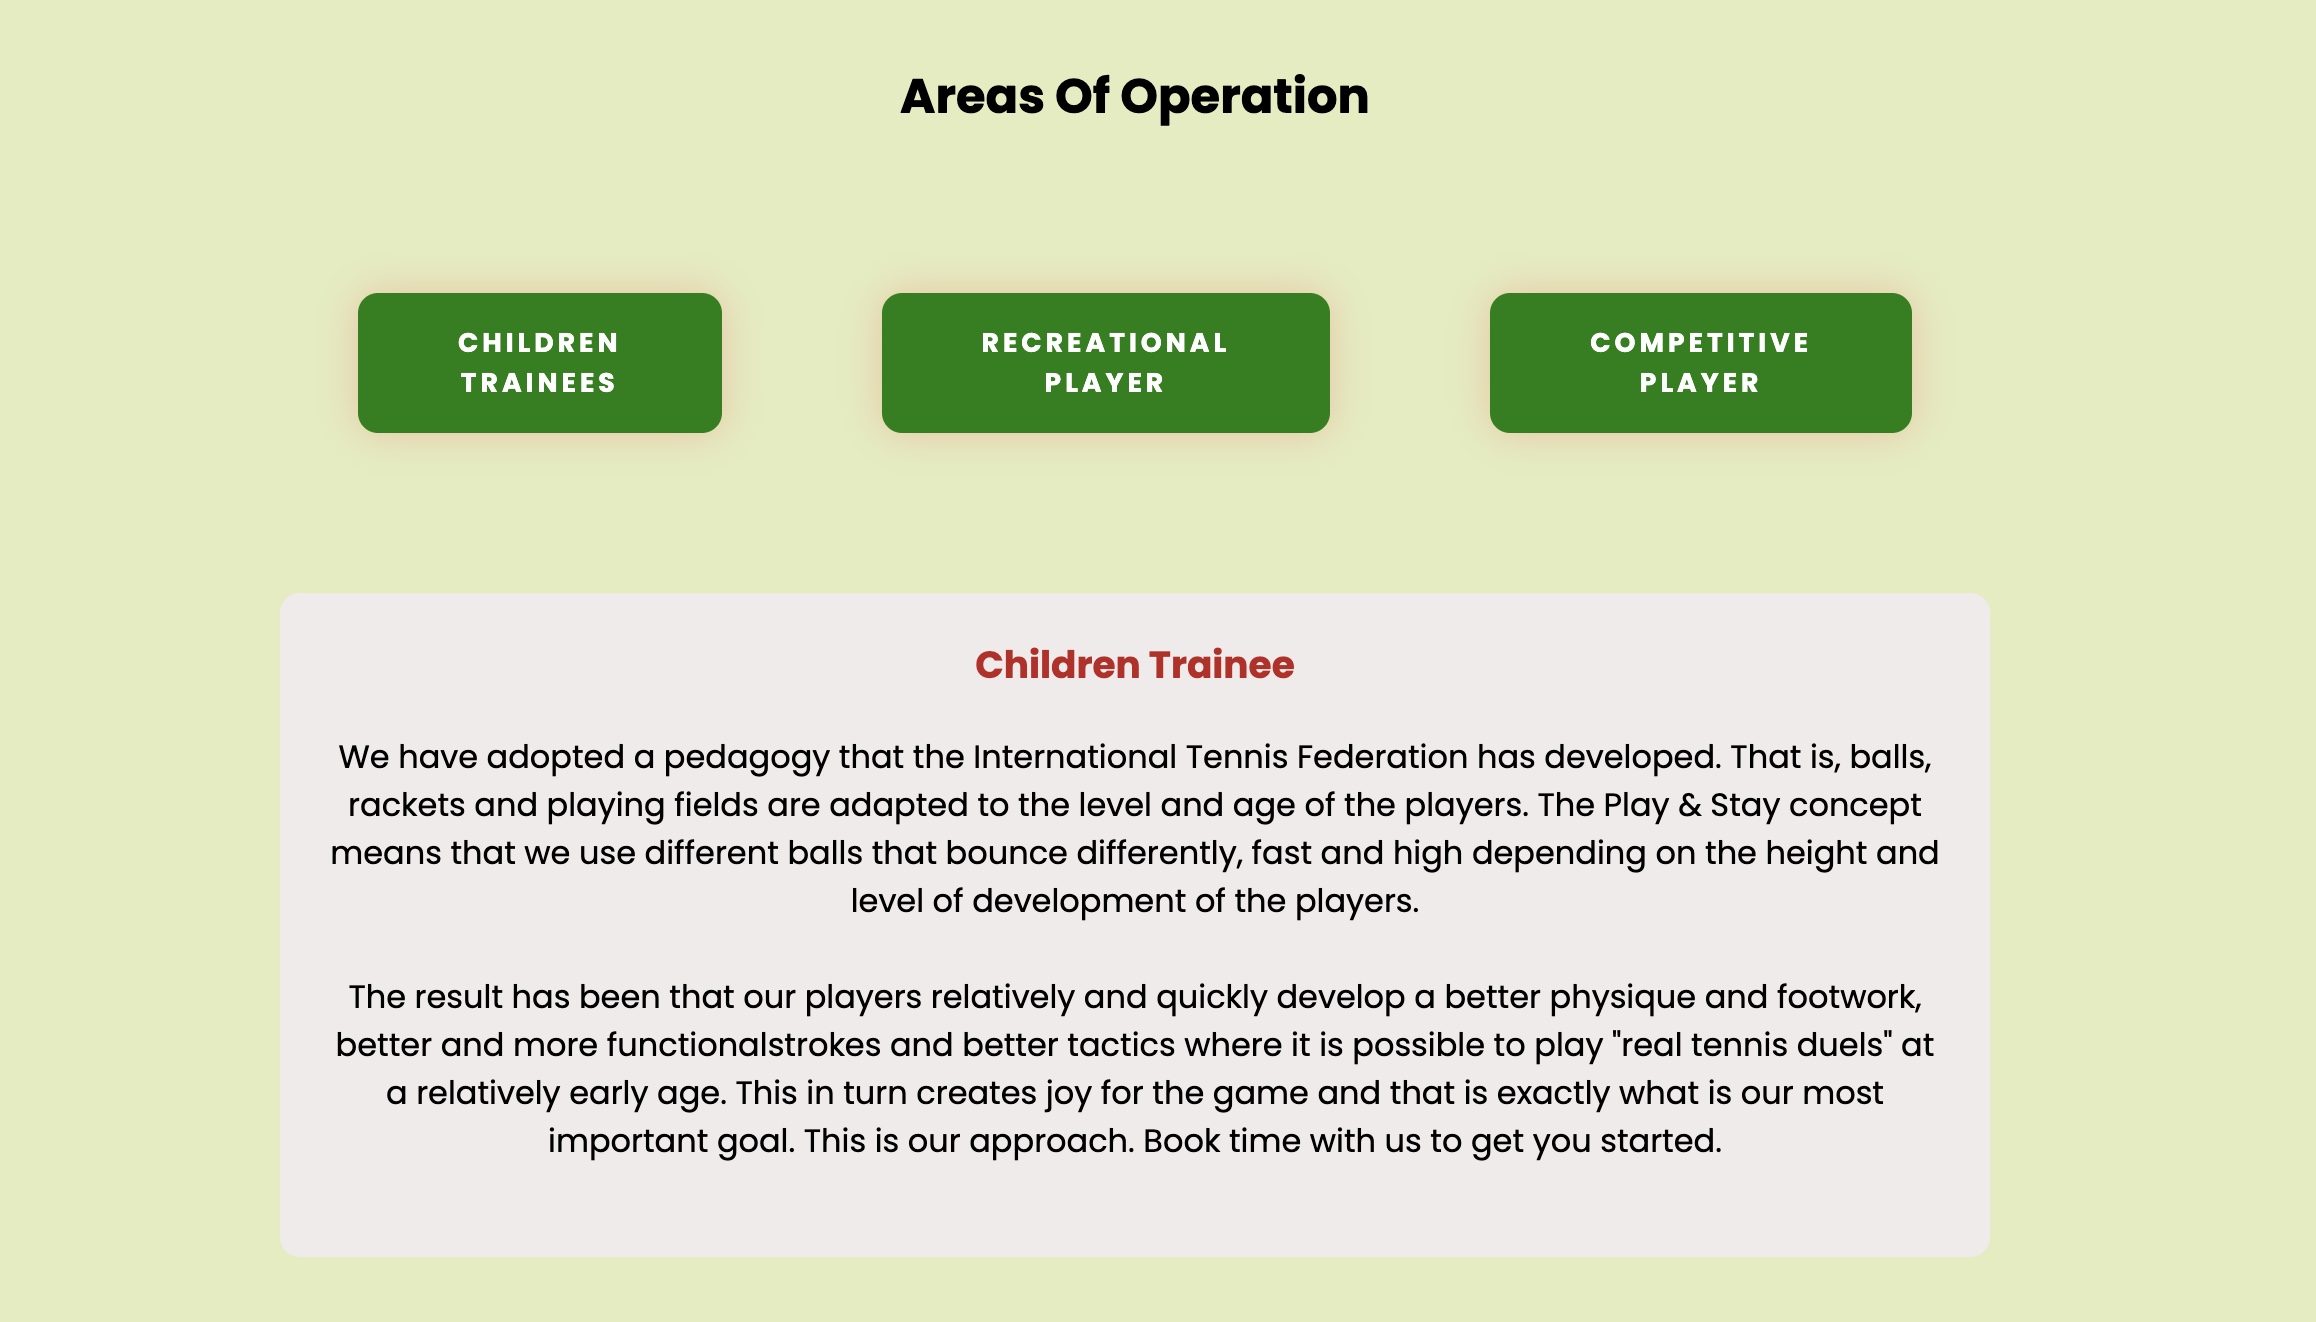 Areas Of Operation
CHILDREN
TRAINEES
RECREATIONAL
PLAYER
COMPETITIVE
PLAYER
Children Trainee
We have adopted a pedagogy that the International Tennis Federation has developed. That is, balls,
rackets and playing fields are adapted to the level and age of the players. The Play & Stay concept
means that we use different balls that bounce differently, fast and high depending on the height and
level of development of the players.
The result has been that our players relatively and quickly develop a better physique and footwork,
better and more functionalstrokes and better tactics where it is possible to play "real tennis duels" at
a relatively early age. This in turn creates joy for the game and that is exactly what is our most
important goal. This is our approach. Book time with us to get you started.